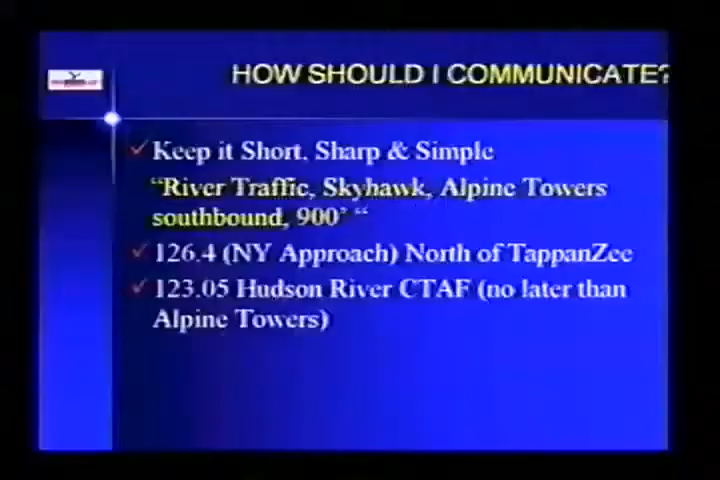 HOW SHOULD I COMMUNICATE?
Keep it Short, Sharp & Simple
“River Traffic, Skyhawk, Alpine Towers
southbound, 900’ “
126.4 (NY Approach) North of TappanZee
123.05 Hudson River CTAF (no later than
Alpine Towers)